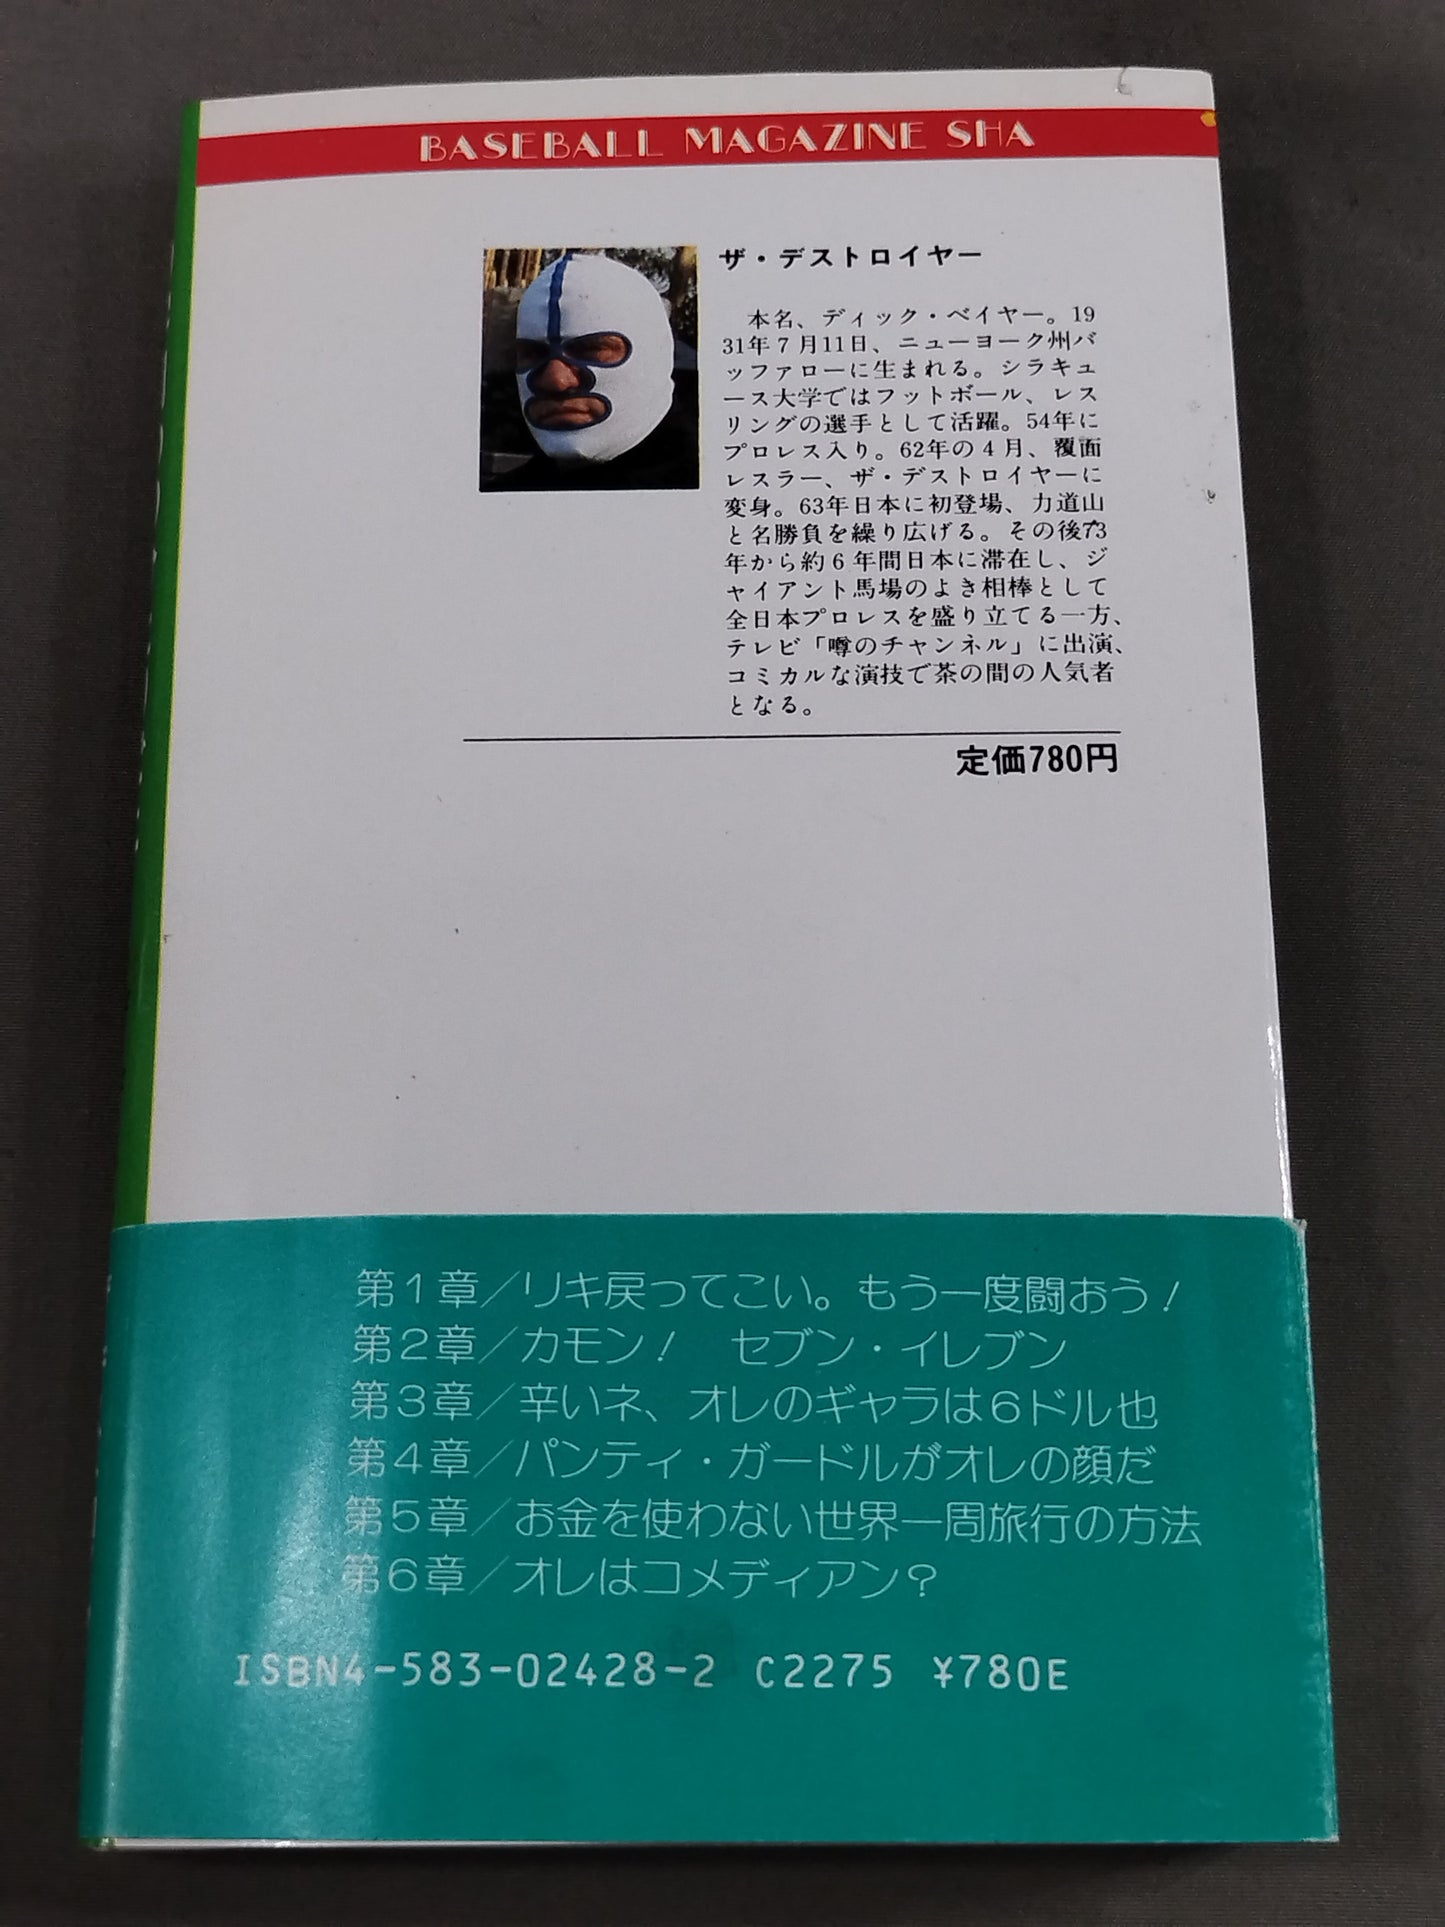 BASEBALL MAGAZINE SHA
ザ・デストロイヤー
本名、ディック・ベイヤー。19
31年7月11日、ニューヨーク州バ
ッファローに生まれる。シラキュ
ース大学ではフットボール、レス
リングの選手として活躍。54年に
プロレス入り。62年の4月、覆面
レスラー、ザ・デストロイヤーに
変身。63年日本に初登場、力道山
と名勝負を繰り広げる。その後73
年から約6年間日本に滞在し、ジ
ャイアント馬場のよき相棒として
全日本プロレスを盛り立てる一方、
テレビ「噂のチャンネル」に出演、
コミカルな演技で茶の間の人気者
となる。
定価780円
第1章／リキ戻ってこい。もう一度闘おう！
第2章／カモン！　セブン・イレブン
第3章／辛いネ、オレのギャラは6ドル也
第4章／パンティ・ガードルがオレの顔だ
第5章／お金を使わない世界一周旅行の方法
第6章／オレはコメディアン？
ISBN4-583-02428-2 C2275 ¥780E